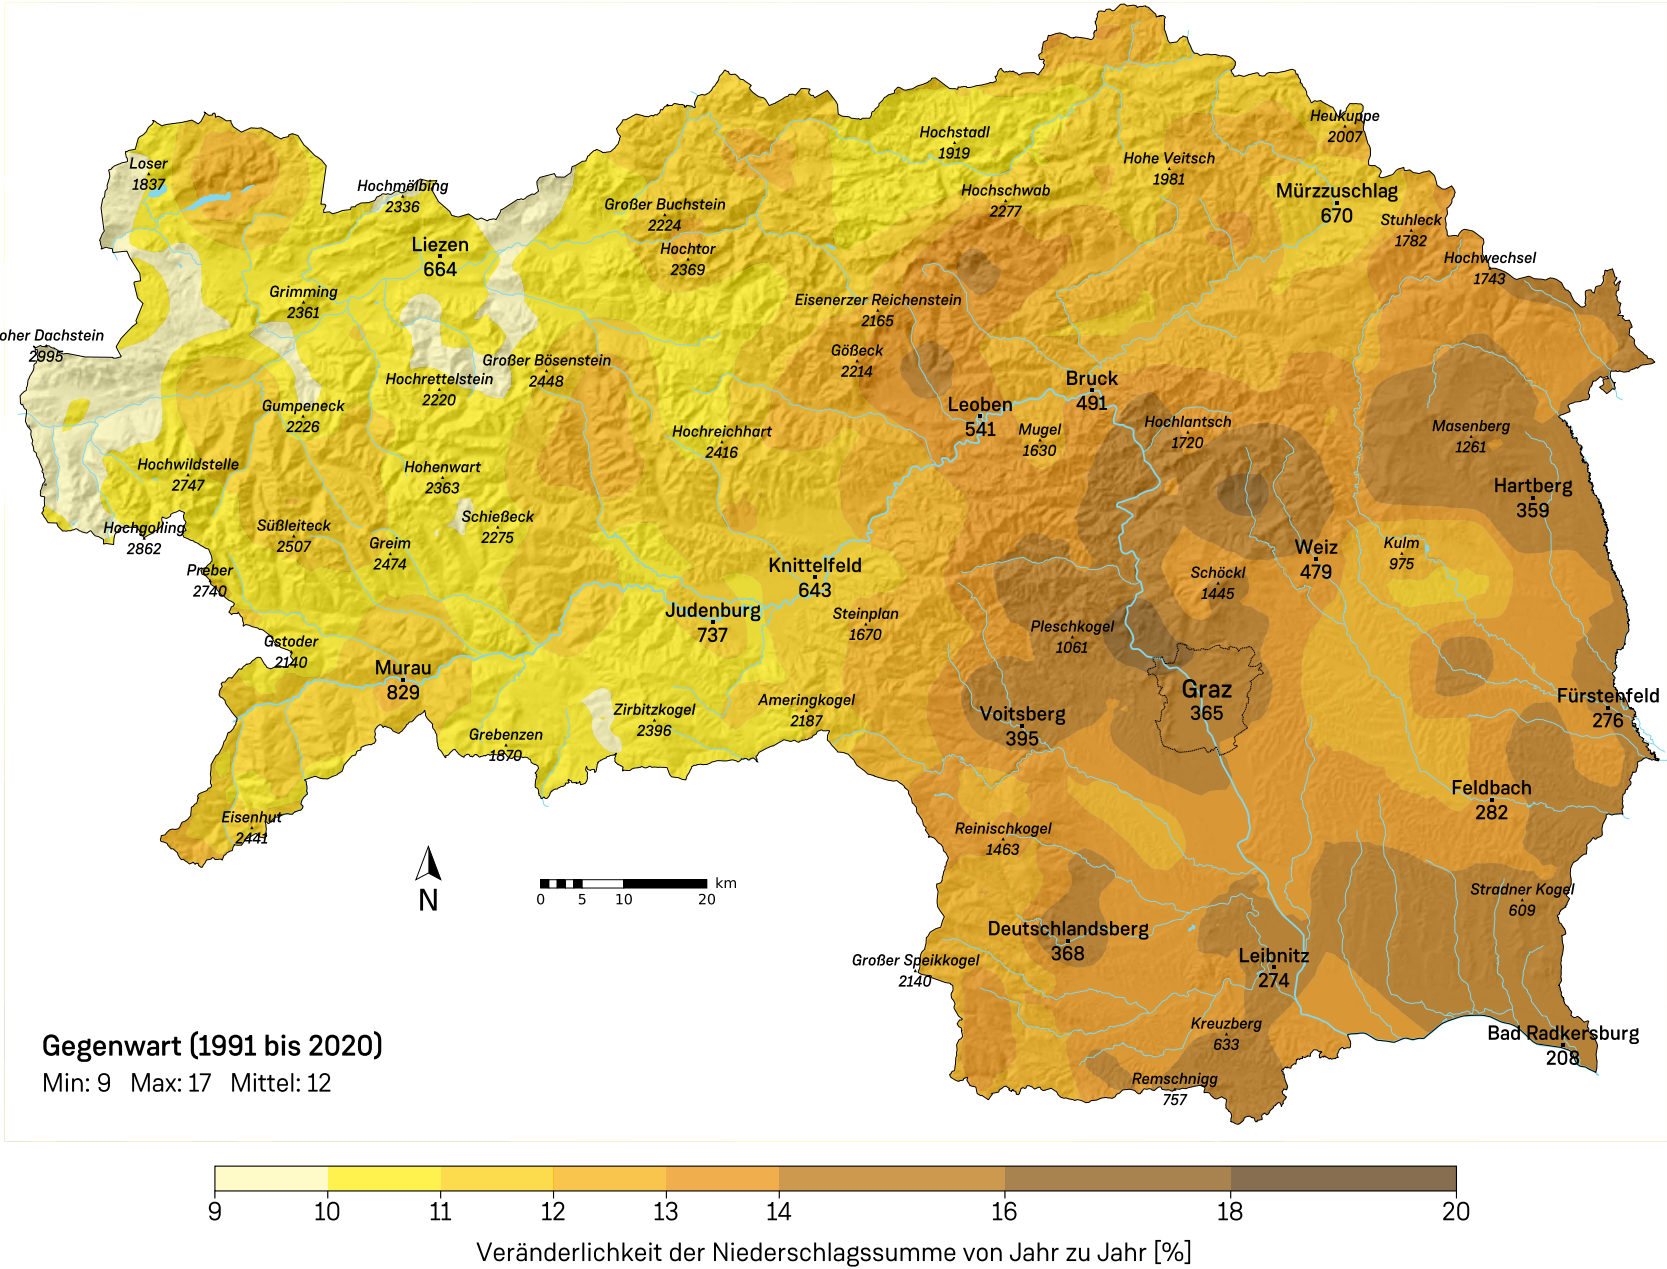 Heukuppe
2007
Hochstadl
1919
Loser
1837
Hohe Veitsch
1981
Hochmölbing
2336
Hochschwab
2277
Mürzzuschlag
670
Großer Buchstein
2224
Stuhleck
1782
Liezen
664
Hochtor
2369
Hochwechsel
1743
Grimming
2361
Eisenerzer Reichenstein
2165
oher Dachstein
2995
Gößeck
2214
Großer Bösenstein
2448
Hochrettelstein
2220
Bruck
491
Leoben
541
Gumpeneck
2226
Mugel
1630
Hochlantsch
1720
Masenberg
1261
Hochreichhart
2416
Hochwildstelle
2747
Hohenwart
2363
Hartberg
359
Schießeck
2275
Hochgolling
2862
Süßleiteck
2507
Greim
2474
Weiz
479
Kulm
975
Preber
2740
Knittelfeld
643
Schöckl
1445
Judenburg
737
Steinplan
1670
Pleschkogel
1061
Gstoder
2140
Murau
829
Graz
365
Fürstenfeld
276
Zirbitzkogel
2396
Ameringkogel
2187
Voitsberg
395
Grebenzen
1870
Feldbach
282
Eisenhut
2441
Reinischkogel
1463
N
0 5 10 20 km
Stradner Kogel
609
Deutschlandsberg
368
Großer Speikkogel
2140
Leibnitz
274
Kreuzberg
633
Bad Radkersburg
208
Remschnigg
757
Gegenwart (1991 bis 2020)
Min: 9 Max: 17 Mittel: 12
9 10 11 12 13 14 16 18 20
Veränderlichkeit der Niederschlagssumme von Jahr zu Jahr [%]